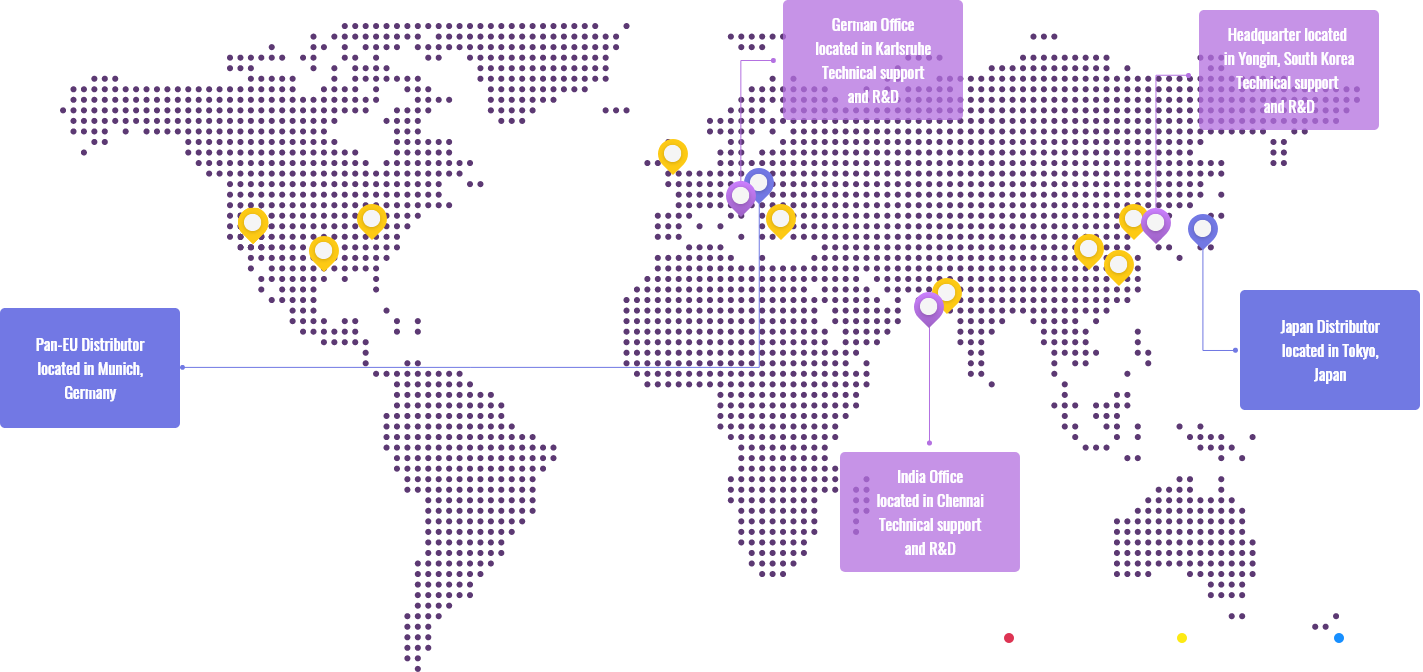 German Office
located in Karlsruhe
Technical support
and R&D
Headquarter located
in Yongin, South Korea
Technical support
and R&D
Pan-EU Distributor
located in Munich,
Germany
Japan Distributor
located in Tokyo,
Japan
India Office
located in Chennai
Technical support
and R&D